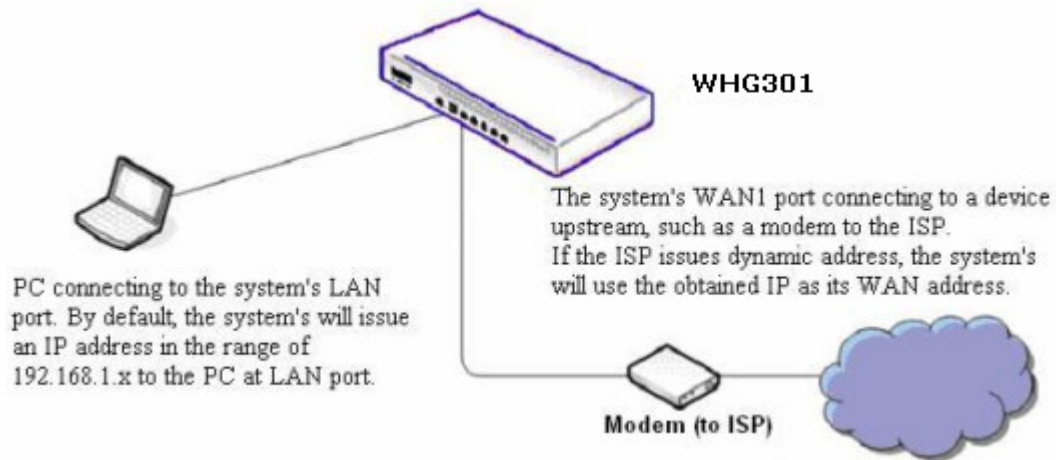 WHG301
The system's WAN1 port connecting to a device
upstream, such as a modem to the ISP.
If the ISP issues dynamic address, the system's
will use the obtained IP as its WAN address.
PC connecting to the system's LAN
port. By default, the system's will issue
an IP address in the range of
192.168.1.x to the PC at LAN port.
Modem (to ISP)